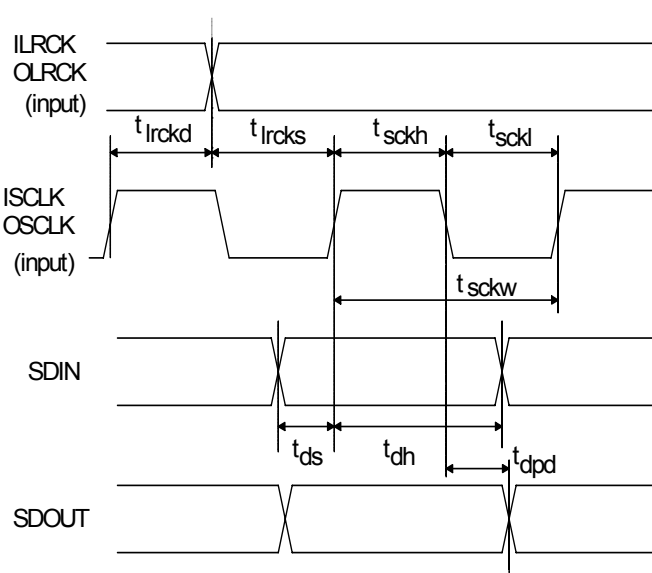 ILRCK
OLRCK
(input)
t lrckd
t lrcks
t sckh
t sckl
ISCLK
OSCLK
(input)
t sckw
SDIN
t ds
t dh
t dpd
SDOUT